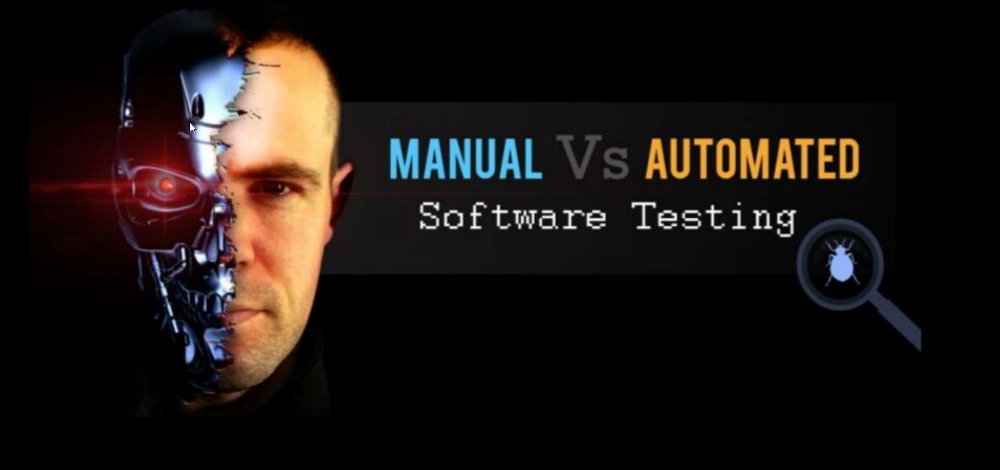 MANUAL Vs AUTOMATED
Software Testing